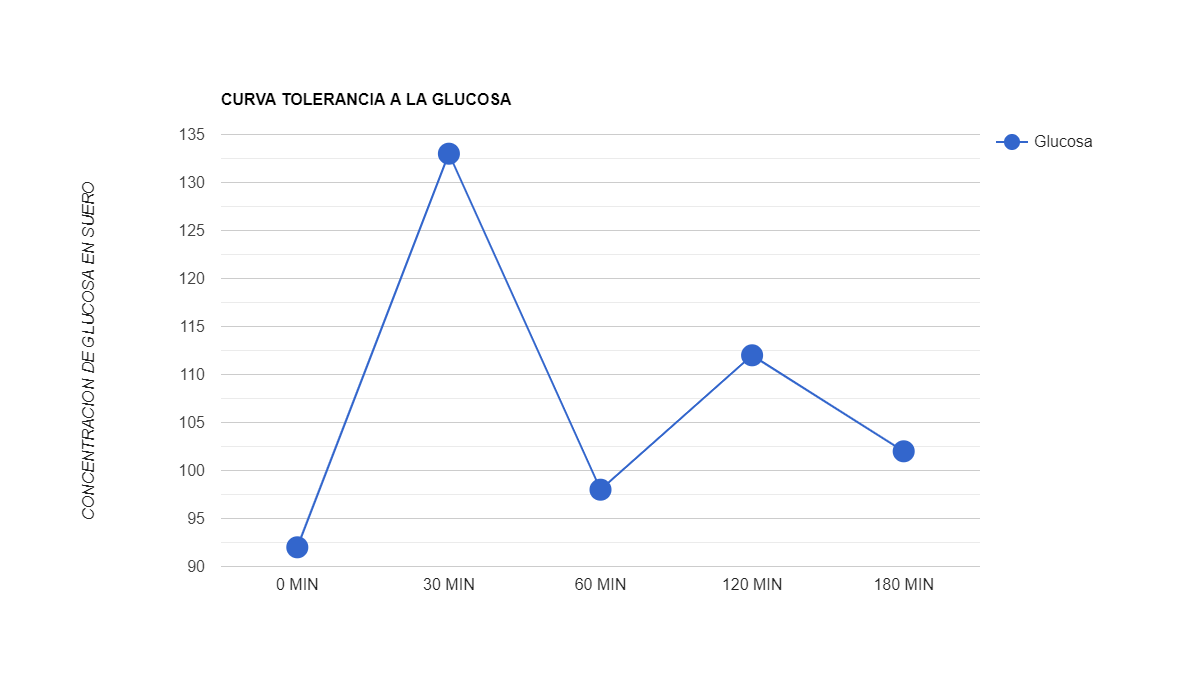 CURVA TOLERANCIA A LA GLUCOSA
135
130
125
120
115
110
105
100
95
90
CONCENTRACION DE GLUCOSA EN SUERO
0 MIN
30 MIN
60 MIN
120 MIN
180 MIN
Glucosa